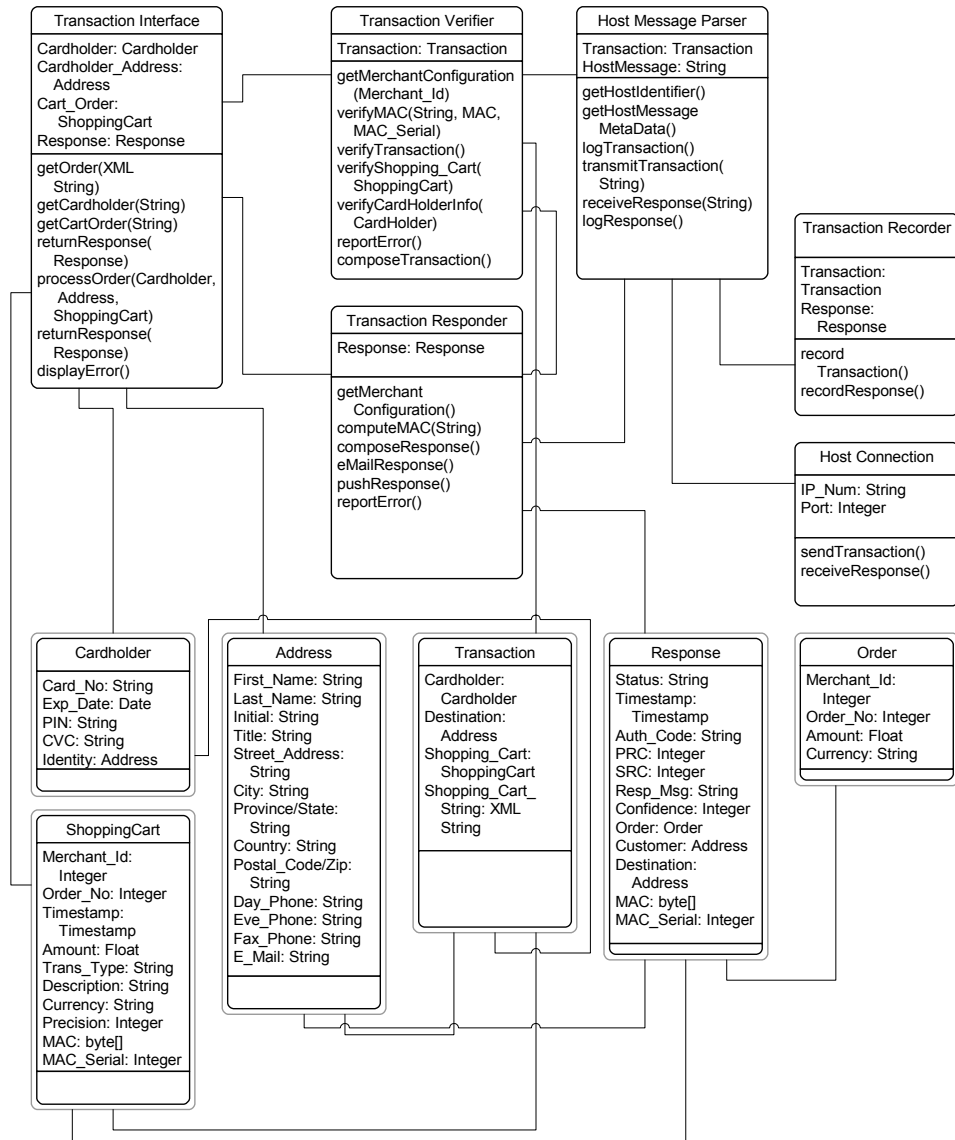 Transaction Interface
Cardholder: Cardholder
Cardholder_Address:
Address
Cart_Order:
ShoppingCart
Response: Response
getOrder(XML
String)
getCardholder(String)
getCartOrder(String)
returnResponse(
Response)
processOrder(Cardholder,
Address,
ShoppingCart)
returnResponse(
Response)
displayError()
Transaction Verifier
Transaction: Transaction
getMerchantConfiguration
(Merchant_Id)
verifyMAC(String, MAC,
MAC_Serial)
verifyTransaction()
verifyShopping_Cart(
ShoppingCart)
verifyCardHolderInfo(
CardHolder)
reportError()
composeTransaction()
Host Message Parser
Transaction: Transaction
HostMessage: String
getHostIdentifier()
getHostMessage
MetaData()
logTransaction()
transmitTransaction(
String)
receiveResponse(String)
logResponse()
Transaction Recorder
Transaction:
Transaction
Response:
Response
record
Transaction()
recordResponse()
Transaction Responder
Response: Response
getMerchant
Configuration()
computeMAC(String)
composeResponse()
eMailResponse()
pushResponse()
reportError()
Host Connection
IP_Num: String
Port: Integer
sendTransaction()
receiveResponse()
Cardholder
Card_No: String
Exp_Date: Date
PIN: String
CVC: String
Identity: Address
ShoppingCart
Merchant_Id:
Integer
Order_No: Integer
Timestamp:
Timestamp
Amount: Float
Trans_Type: String
Description: String
Currency: String
Precision: Integer
MAC: byte[]
MAC_Serial: Integer
Address
First_Name: String
Last_Name: String
Initial: String
Title: String
Street_Address:
String
City: String
Province/State:
String
Country: String
Postal_Code/Zip:
String
Day_Phone: String
Eve_Phone: String
Fax_Phone: String
E_Mail: String
Transaction
Cardholder:
Cardholder
Destination:
Address
Shopping_Cart:
ShoppingCart
Shopping_Cart_
String: XML
String
Response
Status: String
Timestamp:
Timestamp
Auth_Code: String
PRC: Integer
SRC: Integer
Resp_Msg: String
Confidence: Integer
Order: Order
Customer: Address
Destination:
Address
MAC: byte[]
MAC_Serial: Integer
Order
Merchant_Id:
Integer
Order_No: Integer
Amount: Float
Currency: String